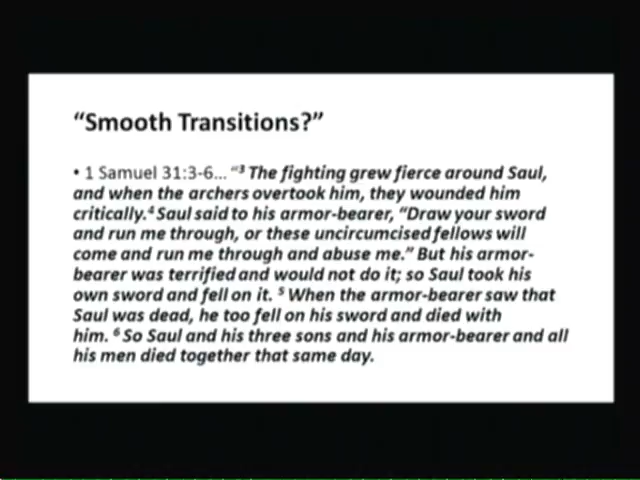 “Smooth Transitions?”
• 1 Samuel 31:3-6... “³ The fighting grew fierce around Saul,
and when the archers overtook him, they wounded him
critically.⁴ Saul said to his armor-bearer, “Draw your sword
and run me through, or these uncircumcised fellows will
come and run me through and abuse me.” But his armor-
bearer was terrified and would not do it; so Saul took his
own sword and fell on it. ⁵ When the armor-bearer saw that
Saul was dead, he too fell on his sword and died with
him. ⁶ So Saul and his three sons and his armor-bearer and all
his men died together that same day.